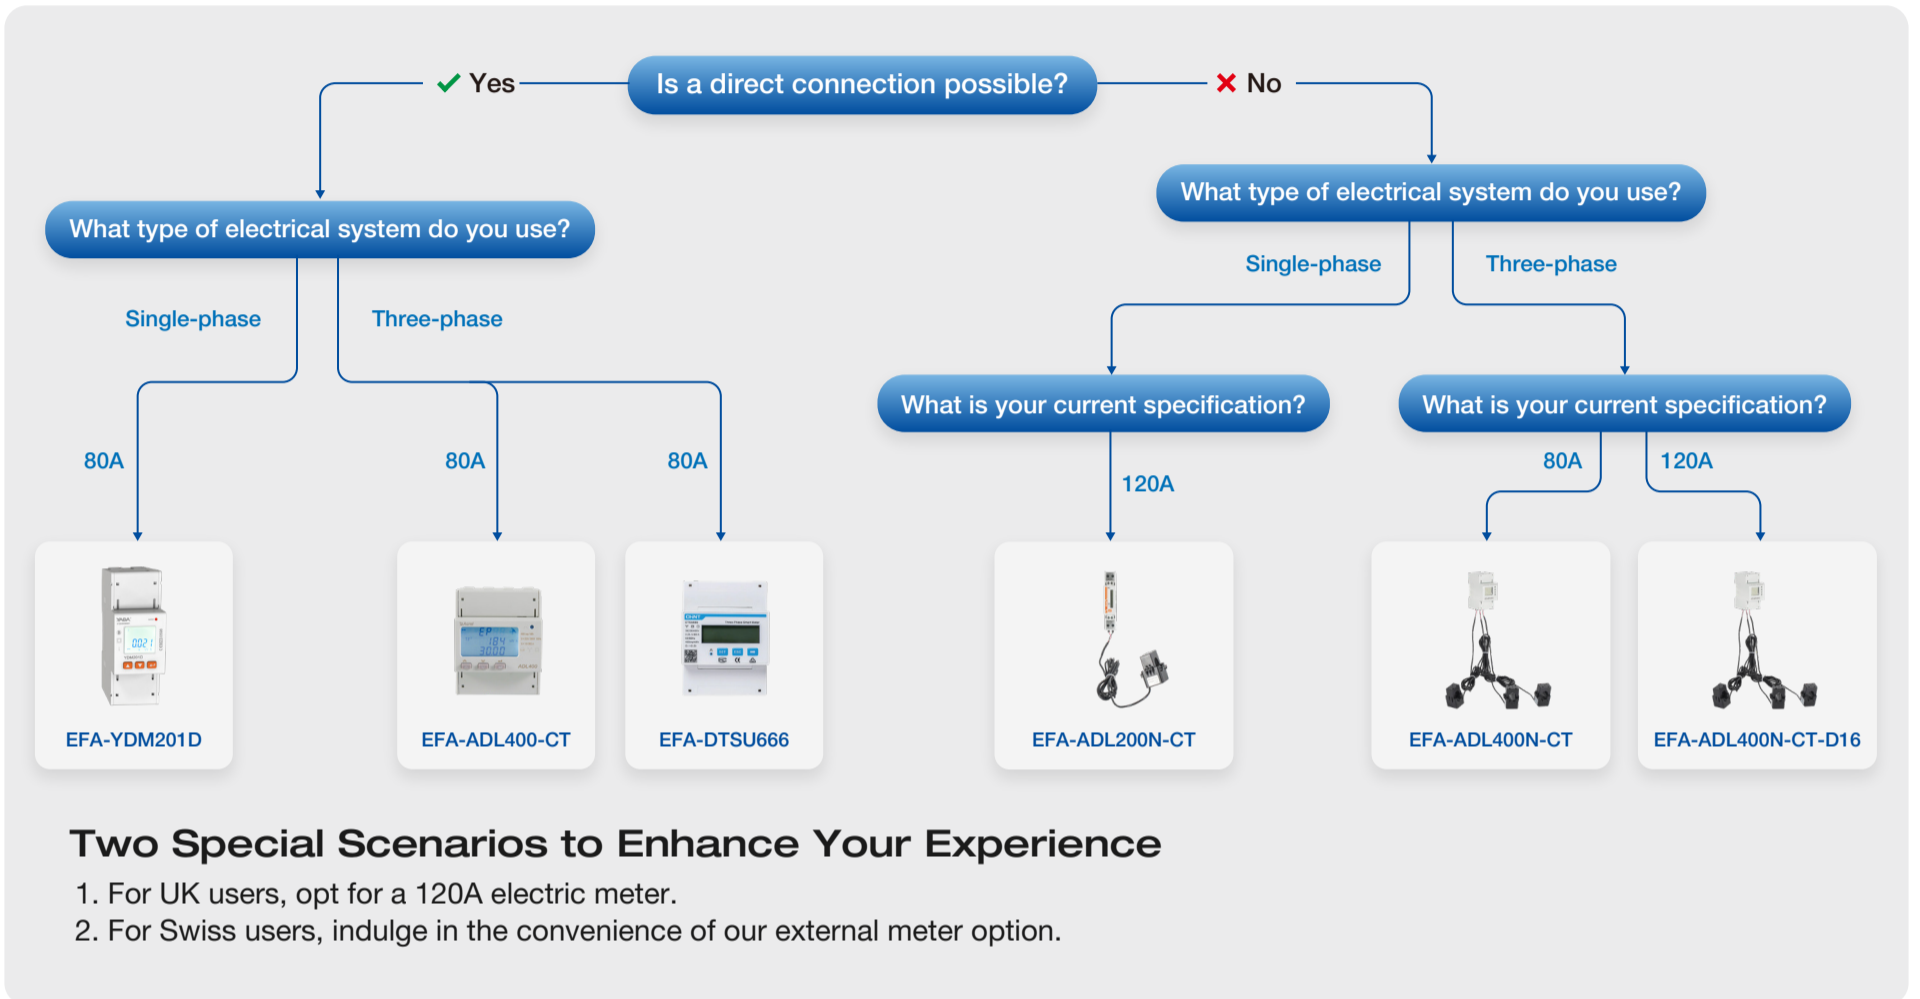 Is a direct connection possible?
Yes
No
What type of electrical system do you use?
What type of electrical system do you use?
Single-phase
Three-phase
Single-phase
Three-phase
What is your current specification?
What is your current specification?
80A
80A
80A
120A
80A
120A
EFA-YDM201D
EFA-ADL400-CT
EFA-DTSU666
EFA-ADL200N-CT
EFA-ADL400N-CT
EFA-ADL400N-CT-D16
Two Special Scenarios to Enhance Your Experience
1. For UK users, opt for a 120A electric meter.
2. For Swiss users, indulge in the convenience of our external meter option.